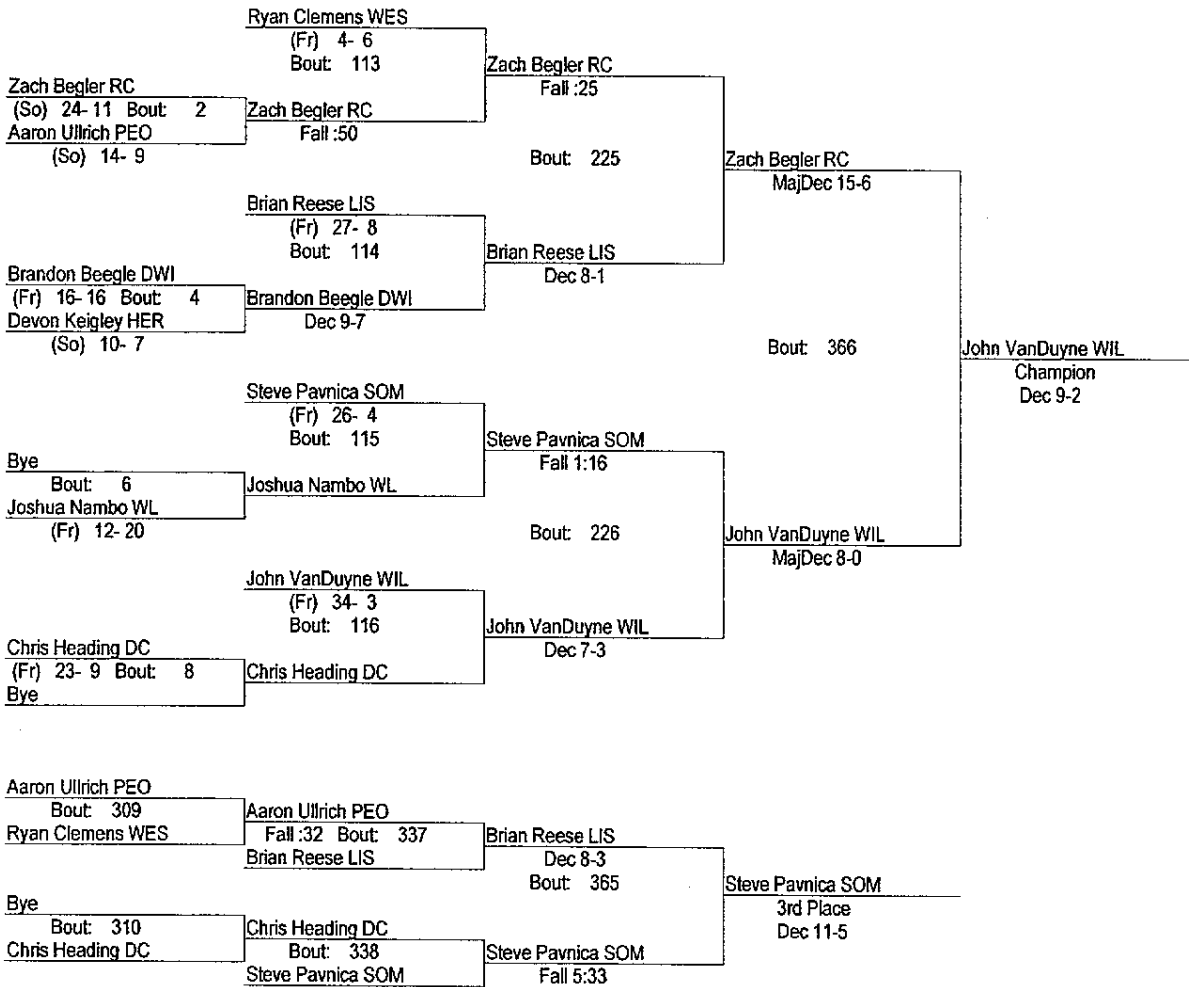 Ryan Clemens WES
(Fr) 4- 6
Bout: 113
Zach Begler RC
Fall :25
Zach Begler RC
(So) 24- 11 Bout: 2
Zach Begler RC
Aaron Ullrich PEO
Fall :50
(So) 14- 9
Bout: 225
Zach Begler RC
MajDec 15-6
Brian Reese LIS
(Fr) 27- 8
Bout: 114
Brian Reese LIS
Dec 8-1
Brandon Beegle DWI
(Fr) 16- 16 Bout: 4
Brandon Beegle DWI
Devon Keigley HER
Dec 9-7
(So) 10- 7
Bout: 366
John VanDuyne WIL
Champion
Dec 9-2
Steve Pavnica SOM
(Fr) 26- 4
Bout: 115
Steve Pavnica SOM
Fall 1:16
Bye
Bout: 6
Joshua Nambo WL
Joshua Nambo WL
(Fr) 12- 20
Bout: 226
John VanDuyne WIL
MajDec 8-0
John VanDuyne WIL
(Fr) 34- 3
Bout: 116
John VanDuyne WIL
Dec 7-3
Chris Heading DC
(Fr) 23- 9 Bout: 8
Chris Heading DC
Bye
Aaron Ullrich PEO
Bout: 309
Aaron Ullrich PEO
Ryan Clemens WES
Fall :32 Bout: 337
Brian Reese LIS
Brian Reese LIS
Dec 8-3
Bout: 365
Steve Pavnica SOM
3rd Place
Dec 11-5
Bye
Bout: 310
Chris Heading DC
Chris Heading DC
Bout: 338
Steve Pavnica SOM
Steve Pavnica SOM
Fall 5:33